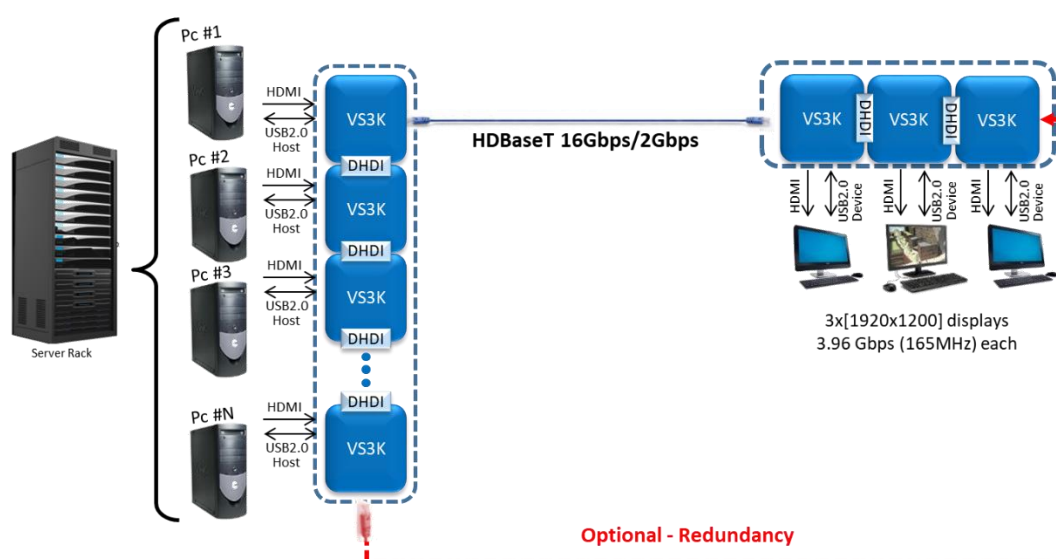 Pc #1
HDMI
USB2.0
Host
VS3K
DHDI
Pc #2
HDMI
USB2.0
Host
VS3K
DHDI
Pc #3
HDMI
USB2.0
Host
VS3K
DHDI
DHDI
Pc #N
HDMI
USB2.0
Host
VS3K
Server Rack
HDBaseT 16Gbps/2Gbps
VS3K
DHDI
VS3K
DHDI
VS3K
HDMI
USB2.0
Device
HDMI
USB2.0
Device
HDMI
USB2.0
Device
3x[1920x1200] displays
3.96 Gbps (165MHz) each
Optional - Redundancy